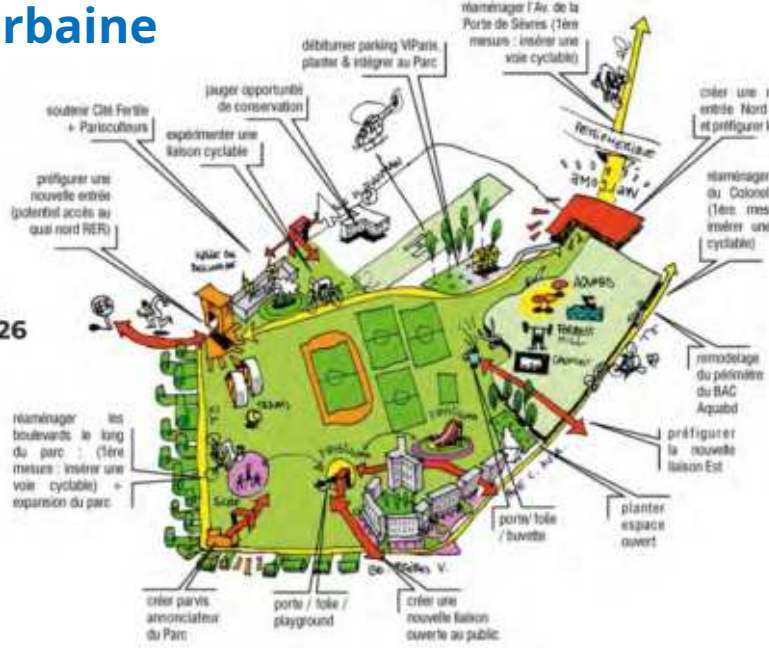 rbaine
26
débitumer parking VIParis,
planter & intégrer au Parc
réaménager l'Av. de la
Porte de Sèvres (1ère
mesure : insérer une
voie cyclable)
soutenir Cité Fertile
+ Parisculteurs
jauger opportunité
de conservation
expérimenter une
liaison cyclable
créer une
entrée Nord
et préfigurer
préfigurer une
nouvelle entrée
(potentiel accès au
quai nord RER)
réaménager
du Colonel
(1ère
insérer une
cyclable)
PERIPHERIQUE
AQUABD
FOREST
HILL
TENNIS
remodelage
du périmètre
du BAC
Aquabd
réaménager les
boulevards le long
du parc : (1ère
mesure : insérer une
voie cyclable) +
expansion du parc
préfigurer
la nouvelle
liaison Est
planter
espace
ouvert
porte/ folie
/ buvette
créer parvis
annonciateur
du Parc
porte / folie /
playground
créer une
nouvelle liaison
ouverte au public